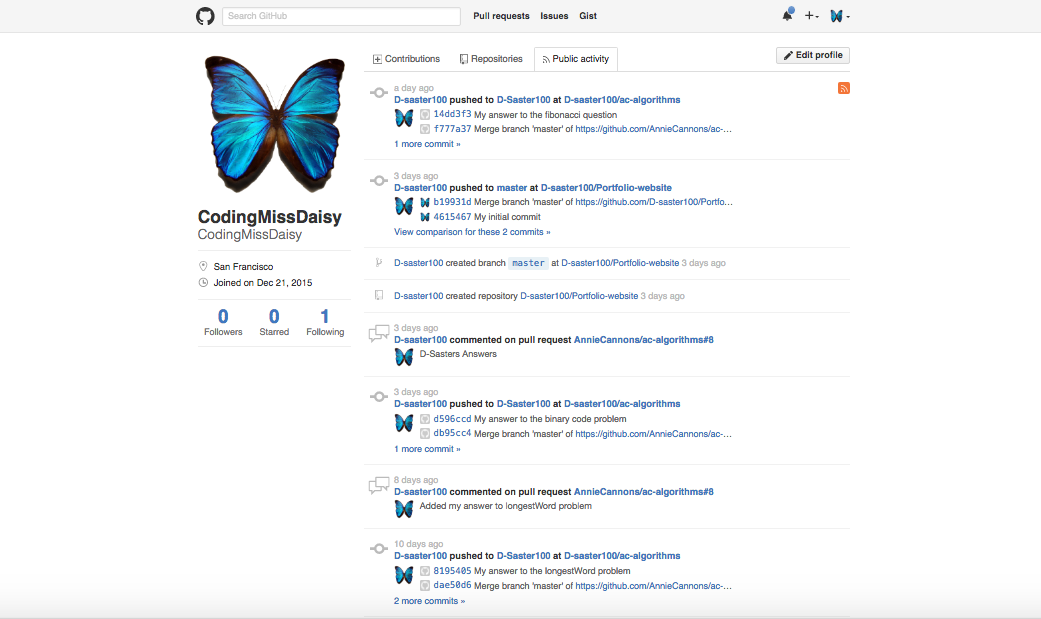 Search GitHub Pull requests Issues Gist
Contributions Repositories Public activity Edit profile
CodingMissDaisy
CodingMissDaisy
San Francisco
Joined on Dec 21, 2015
0 0 1
Followers Starred Following
a day ago
D-saster100 pushed to D-Saster100 at D-saster100/ac-algorithms
14dd3f3 My answer to the fibonacci question
f777a37 Merge branch 'master' of https://github.com/AnnieCannons/ac-...
1 more commit »
3 days ago
D-saster100 pushed to master at D-saster100/Portfolio-website
b19931d Merge branch 'master' of https://github.com/D-saster100/Portfo...
4615467 My initial commit
View comparison for these 2 commits »
D-saster100 created branch master at D-saster100/Portfolio-website 3 days ago
D-saster100 created repository D-saster100/Portfolio-website 3 days ago
3 days ago
D-saster100 commented on pull request AnnieCannons/ac-algorithms#8
D-Sasters Answers
3 days ago
D-saster100 pushed to D-Saster100 at D-saster100/ac-algorithms
d596ccd My answer to the binary code problem
db95cc4 Merge branch 'master' of https://github.com/AnnieCannons/ac-...
1 more commit »
8 days ago
D-saster100 commented on pull request AnnieCannons/ac-algorithms#8
Added my answer to longestWord problem
10 days ago
D-saster100 pushed to D-Saster100 at D-saster100/ac-algorithms
8195405 My answer to the longestWord problem
dae50d6 Merge branch 'master' of https://github.com/AnnieCannons/ac-...
2 more commits »